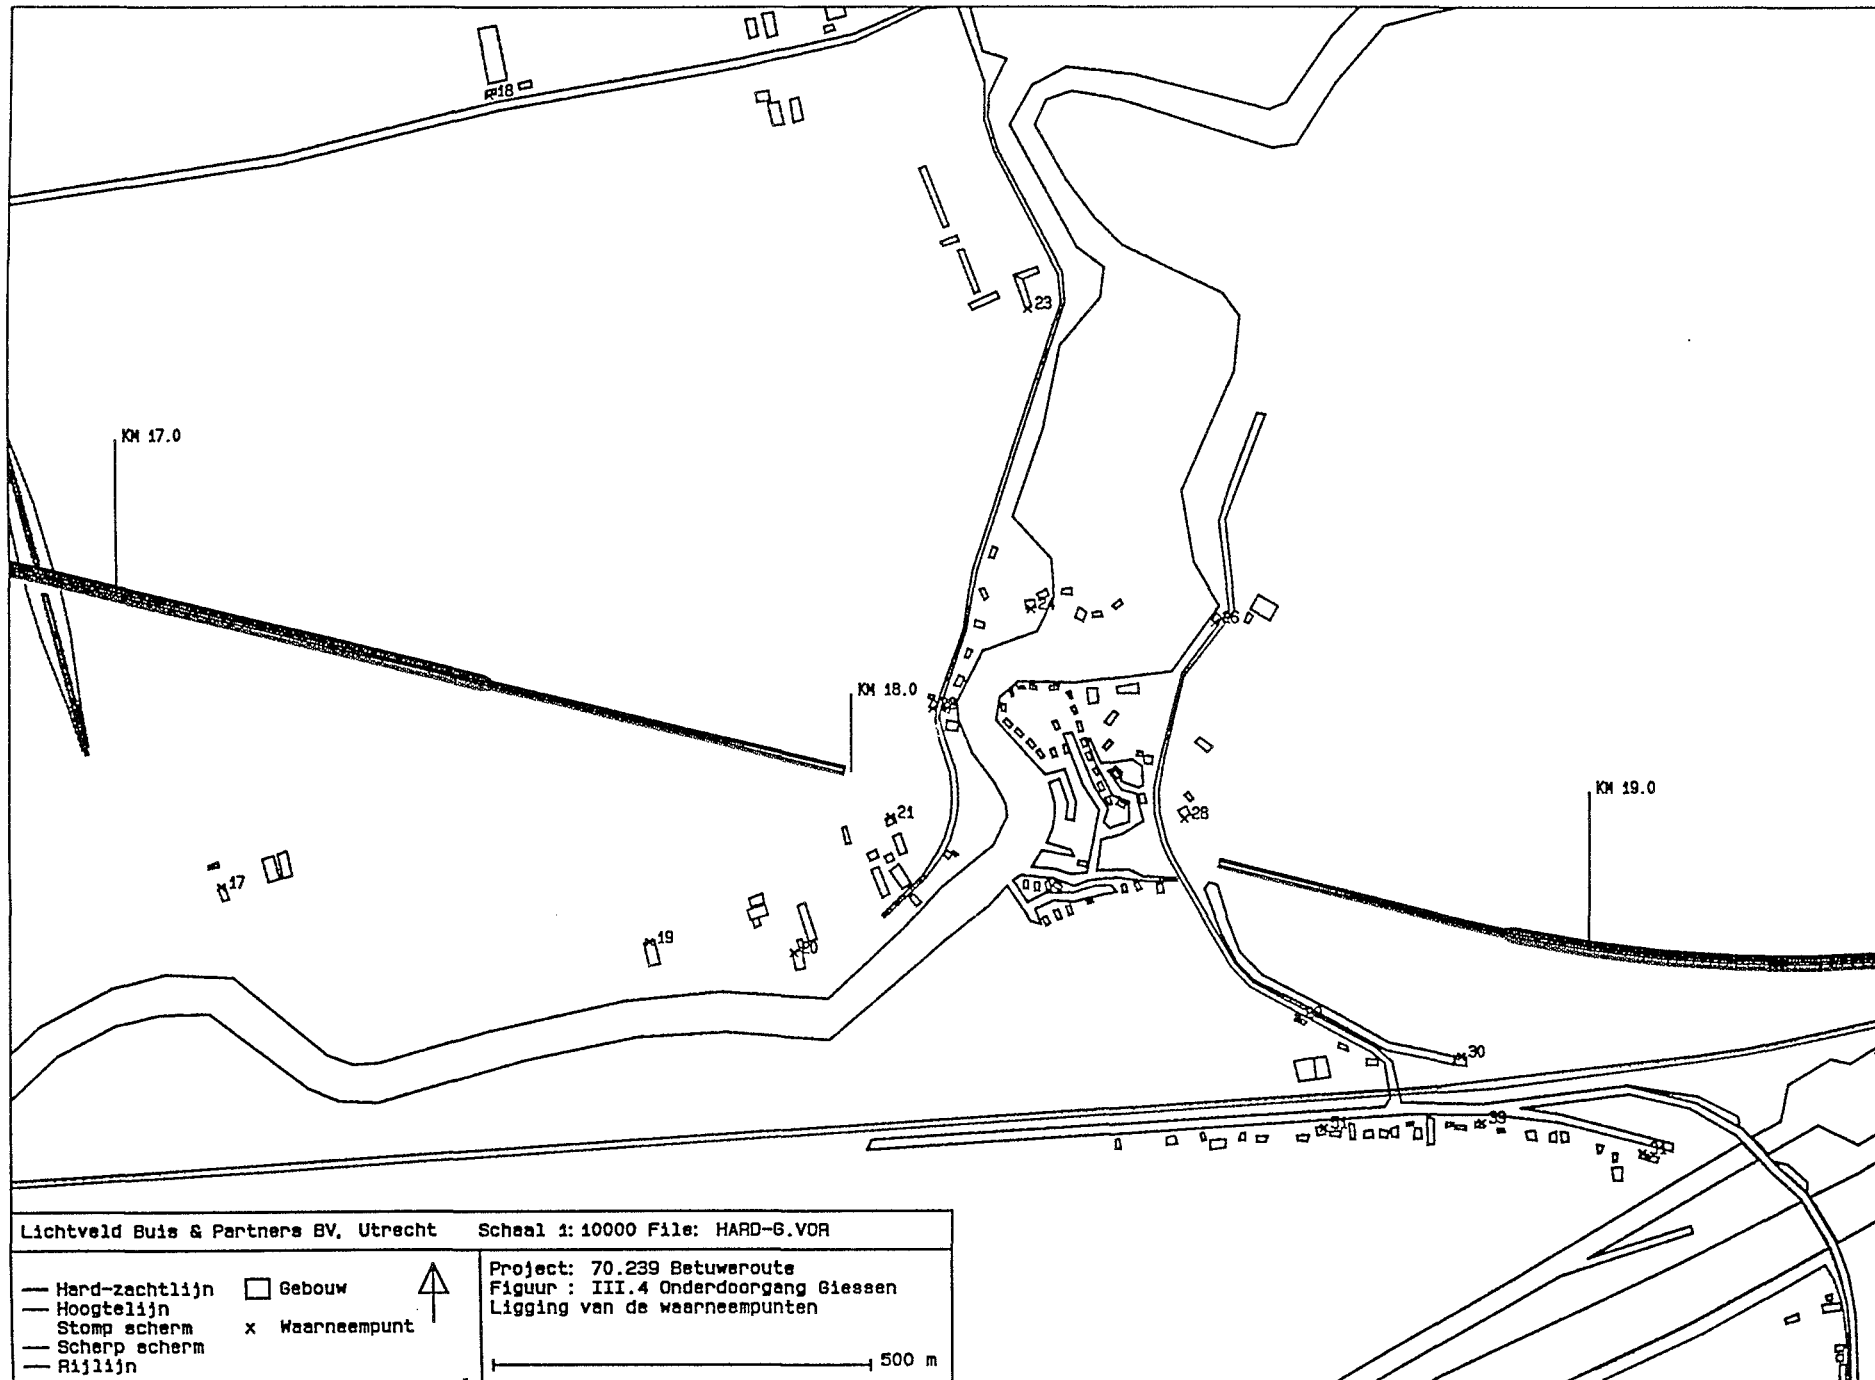 18
23
KM 17.0
24
26
KM 18.0
KM 19.0
21
28
17
19
20
30
31
39
Lichtveld Buis & Partners BV, Utrecht Schaal 1:10000 File: HARD-G.VOR
Hard-zachtlijn Gebouw
Hoogtelijn
Stomp scherm x Waarneempunt
Scherp scherm
Rijlijn
Project: 70.239 Betuweroute
Figuur : III.4 Onderdoorgang Giessen
Ligging van de waarneempunten
500 m